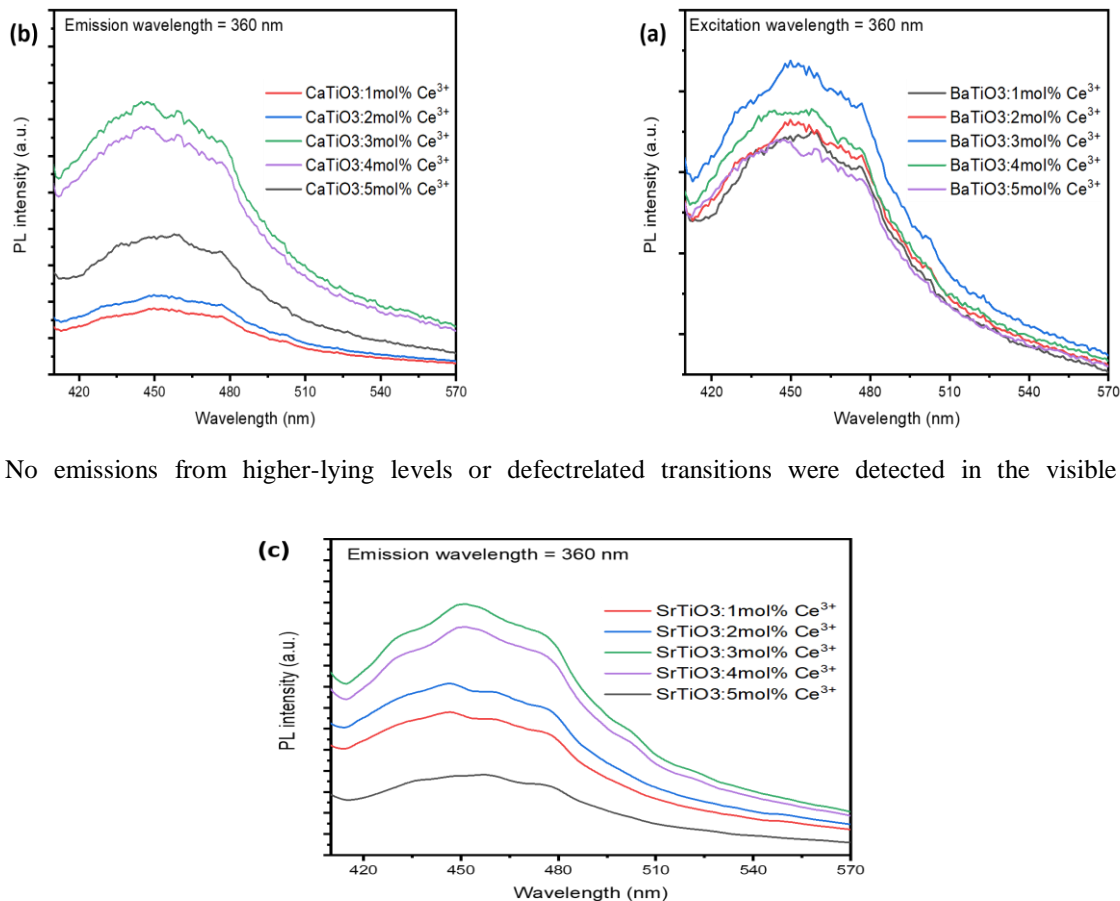 (b)
Emission wavelength = 360 nm
CaTiO3:1mol% Ce³⁺
CaTiO3:2mol% Ce³⁺
CaTiO3:3mol% Ce³⁺
CaTiO3:4mol% Ce³⁺
CaTiO3:5mol% Ce³⁺
PL intensity (a.u.)
420 450 480 510 540 570
Wavelength (nm)
(a)
Excitation wavelength = 360 nm
BaTiO3:1mol% Ce³⁺
BaTiO3:2mol% Ce³⁺
BaTiO3:3mol% Ce³⁺
BaTiO3:4mol% Ce³⁺
BaTiO3:5mol% Ce³⁺
PL intensity (a.u.)
420 450 480 510 540 570
Wavelength (nm)
No emissions from higher-lying levels or defectrelated transitions were detected in the visible
(c)
Emission wavelength = 360 nm
SrTiO3:1mol% Ce³⁺
SrTiO3:2mol% Ce³⁺
SrTiO3:3mol% Ce³⁺
SrTiO3:4mol% Ce³⁺
SrTiO3:5mol% Ce³⁺
PL intensity (a.u.)
420 450 480 510 540 570
Wavelength (nm)